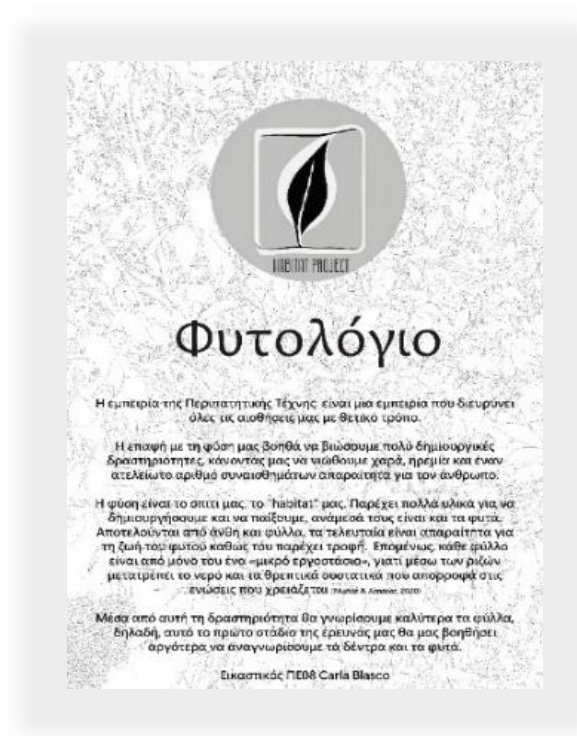 HABITAT PROJECT
Φυτολόγιο
Η εμπειρία της Περιπατητικής Τέχνης είναι μια εμπειρία που διευρύνει
όλες τις αισθήσεις μας με θετικό τρόπο.
Η επαφή με τη φύση μας βοηθά να βιώσουμε πολύ δημιουργικές
δραστηριότητες, κάνοντάς μας να νιώθουμε χαρά, ηρεμία και έναν
ατελείωτο αριθμό συναισθημάτων απαραίτητα για τον άνθρωπο.
Η φύση είναι το σπίτι μας, το "habitat" μας. Παρέχει πολλά υλικά για να
δημιουργήσουμε και να παίξουμε, ανάμεσά τους είναι και τα φυτά.
Αποτελούνται από άνθη και φύλλα, τα τελευταία είναι απαραίτητα για
τη ζωή του φυτού καθώς του παρέχει τροφή. Επομένως, κάθε φύλλο
είναι από μόνο του ένα «μικρό εργοστάσιο», γιατί μέσω των ριζών
μετατρέπει το νερό και τα θρεπτικά συστατικά που απορροφά στις
ενώσεις που χρειάζεται
Μέσα από αυτή τη δραστηριότητα θα γνωρίσουμε καλύτερα τα φύλλα,
δηλαδή, αυτό το πρώτο στάδιο της έρευνάς μας θα μας βοηθήσει
αργότερα να αναγνωρίσουμε τα δέντρα και τα φυτά.
Εικαστικός ΠΕ08 Carla Blasco